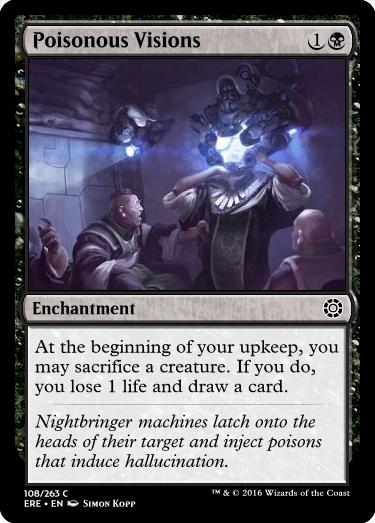 Poisonous Visions 1
Enchantment
At the beginning of your upkeep, you
may sacrifice a creature. If you do,
you lose 1 life and draw a card.
Nightbringer machines latch onto the
heads of their target and inject poisons
that induce hallucination.
108/263 C
ERE • EN SIMON KOPP
™ & © 2016 Wizards of the Coast